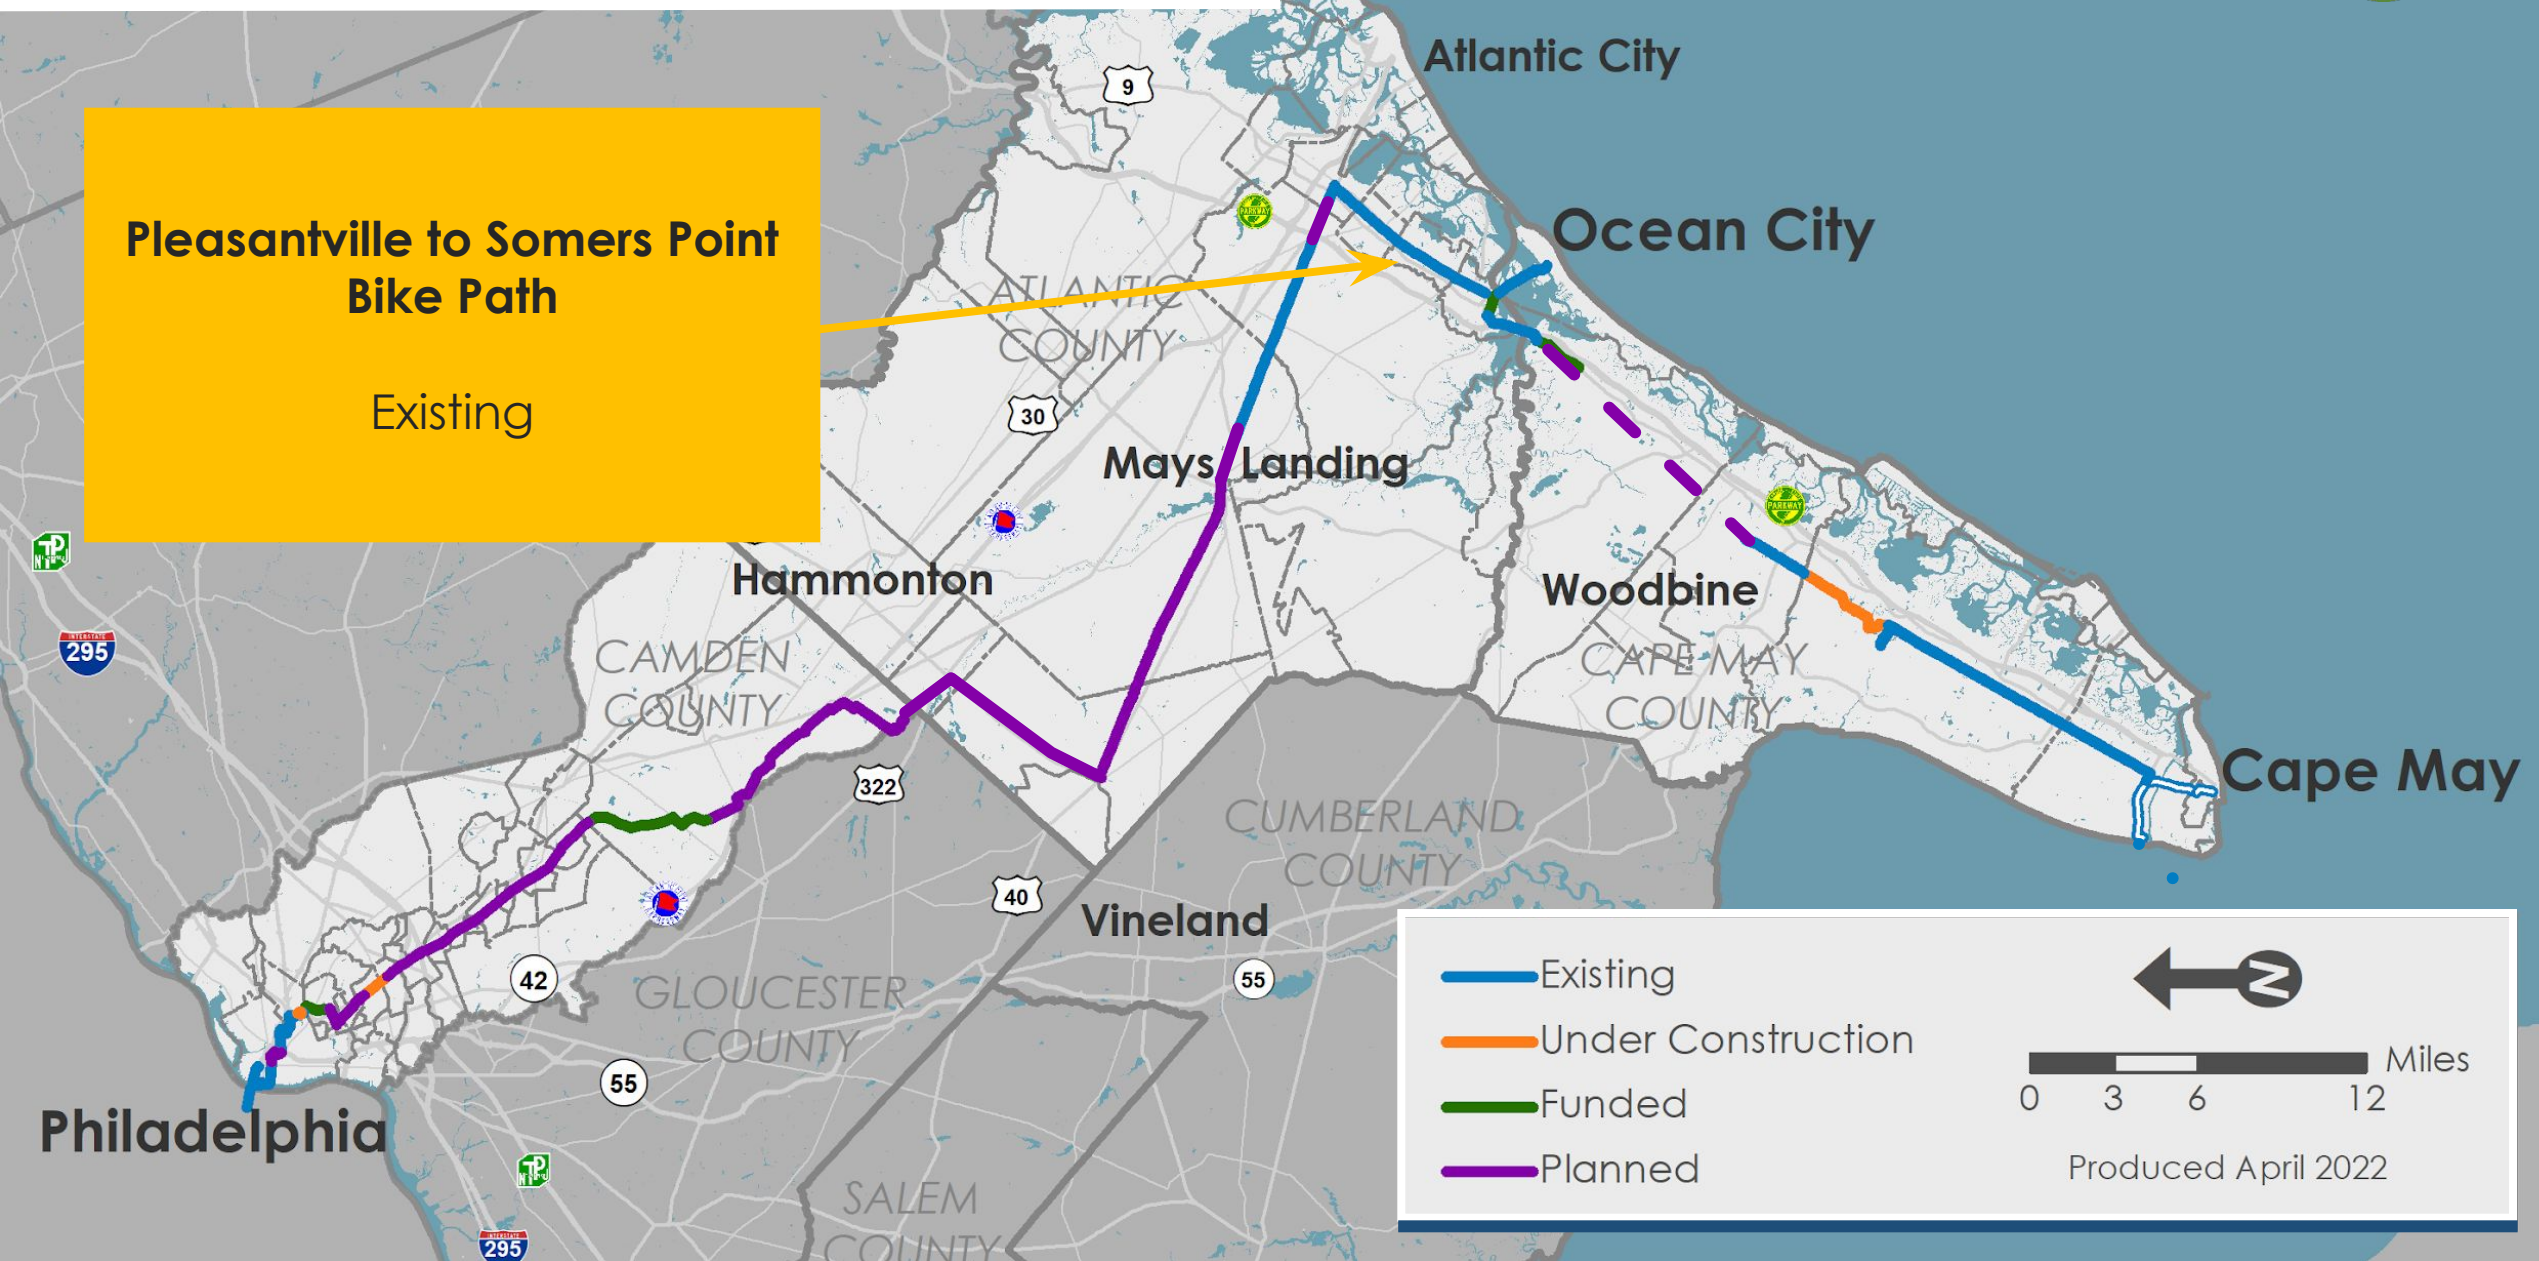 Atlantic City
9
Pleasantville to Somers Point
Bike Path
Existing
PARKWAY
Ocean City
ATLANTIC
COUNTY
30
Mays Landing
PARKWAY
Hammonton
Woodbine
295
CAMDEN
COUNTY
CAPE MAY
COUNTY
322
Cape May
CUMBERLAND
COUNTY
40
Vineland
42
55
GLOUCESTER
COUNTY
55
Philadelphia
SALEM
COUNTY
295
Existing
Under Construction
Funded
Planned
N
Miles
0 3 6 12
Produced April 2022